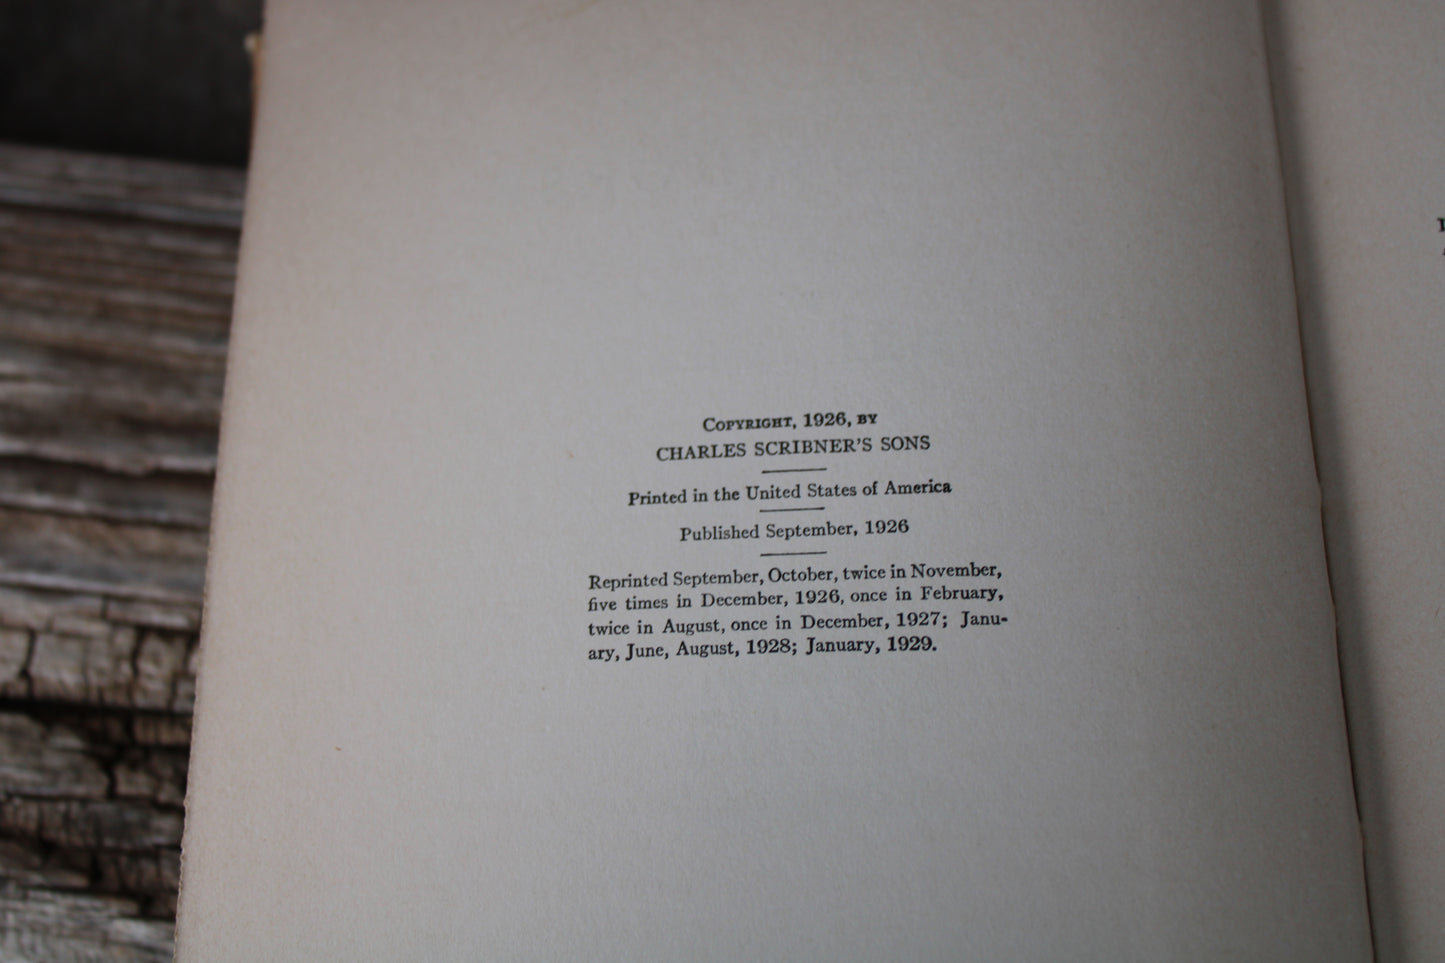 COPYRIGHT, 1926, BY
CHARLES SCRIBNER'S SONS
Printed in the United States of America
Published September, 1926
Reprinted September, October, twice in November,
five times in December, 1926, once in February,
twice in August, once in December, 1927; Janu-
ary, June, August, 1928; January, 1929.